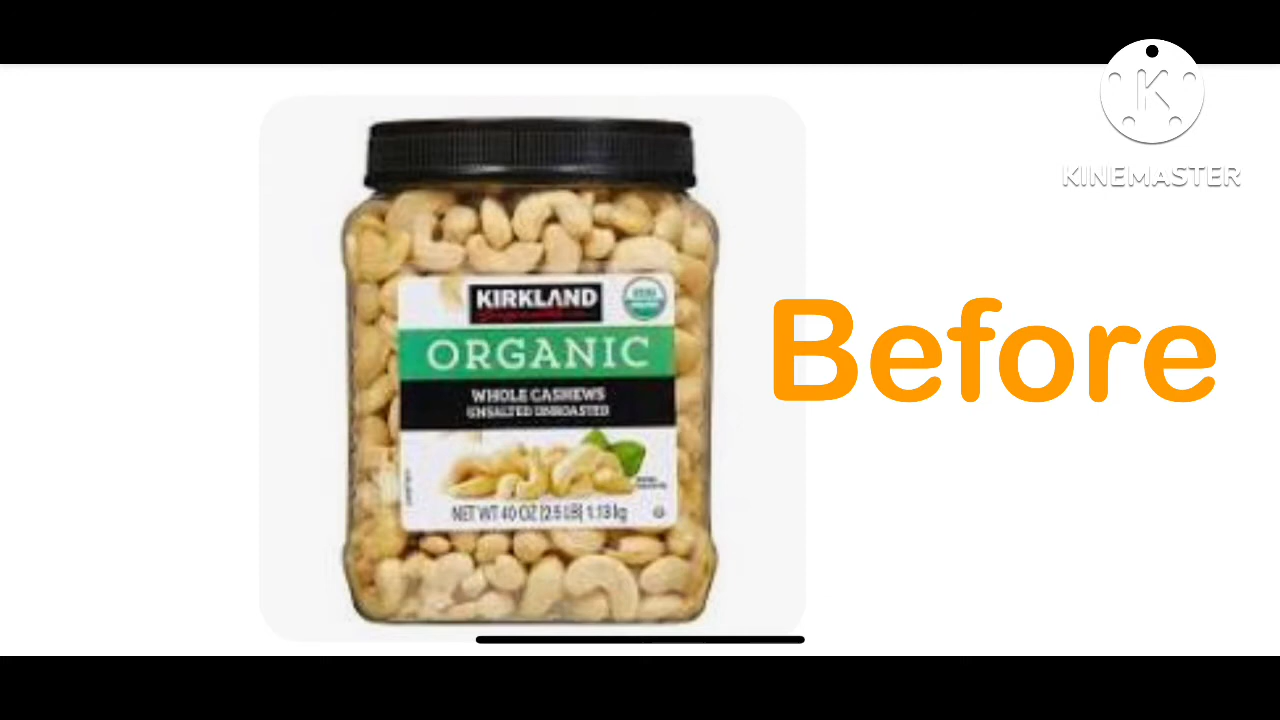 K
KINEMASTER
KIRKLAND
ORGANIC
WHOLE CASHEWS
UNSALTED UNROASTED
NET WT 40 OZ [2.5 LB] 1.13 kg
Before